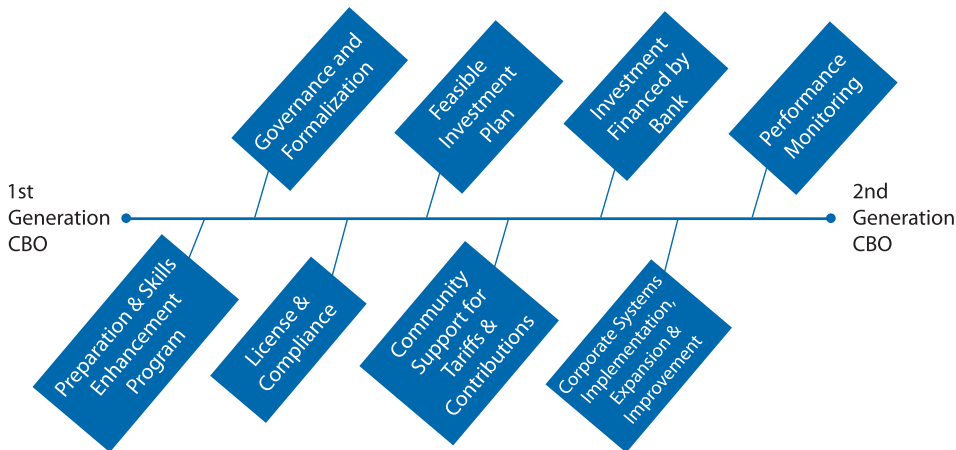 1st
Generation
CBO
Preparation & Skills
Enhancement
Program
Governance and
Formalization
License &
Compliance
Feasible
Investment
Plan
Community
Support for
Tariffs &
Contributions
Investment
Financed by
Bank
Corporate Systems
Implementation,
Expansion &
Improvement
Performance
Monitoring
2nd
Generation
CBO